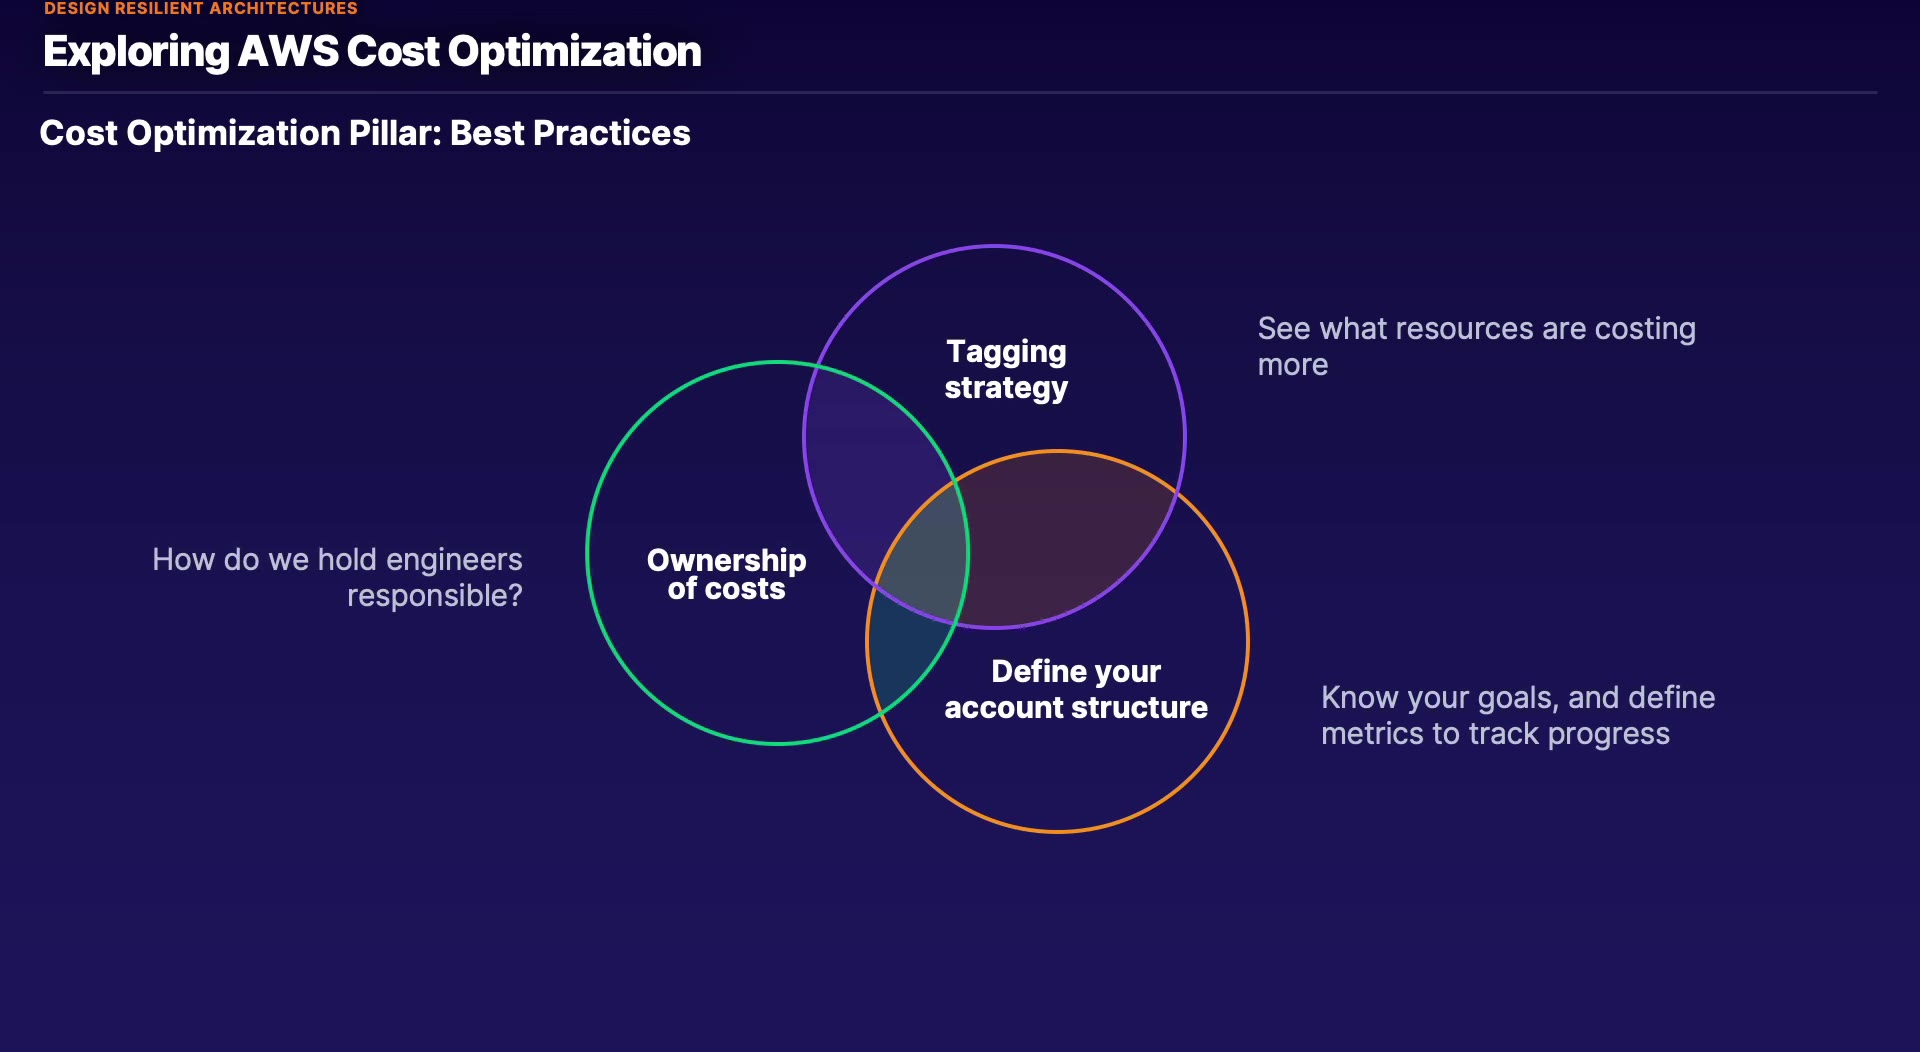 DESIGN RESILIENT ARCHITECTURES
Exploring AWS Cost Optimization
Cost Optimization Pillar: Best Practices
Tagging
strategy
See what resources are costing
more
How do we hold engineers
responsible?
Ownership
of costs
Define your
account structure
Know your goals, and define
metrics to track progress